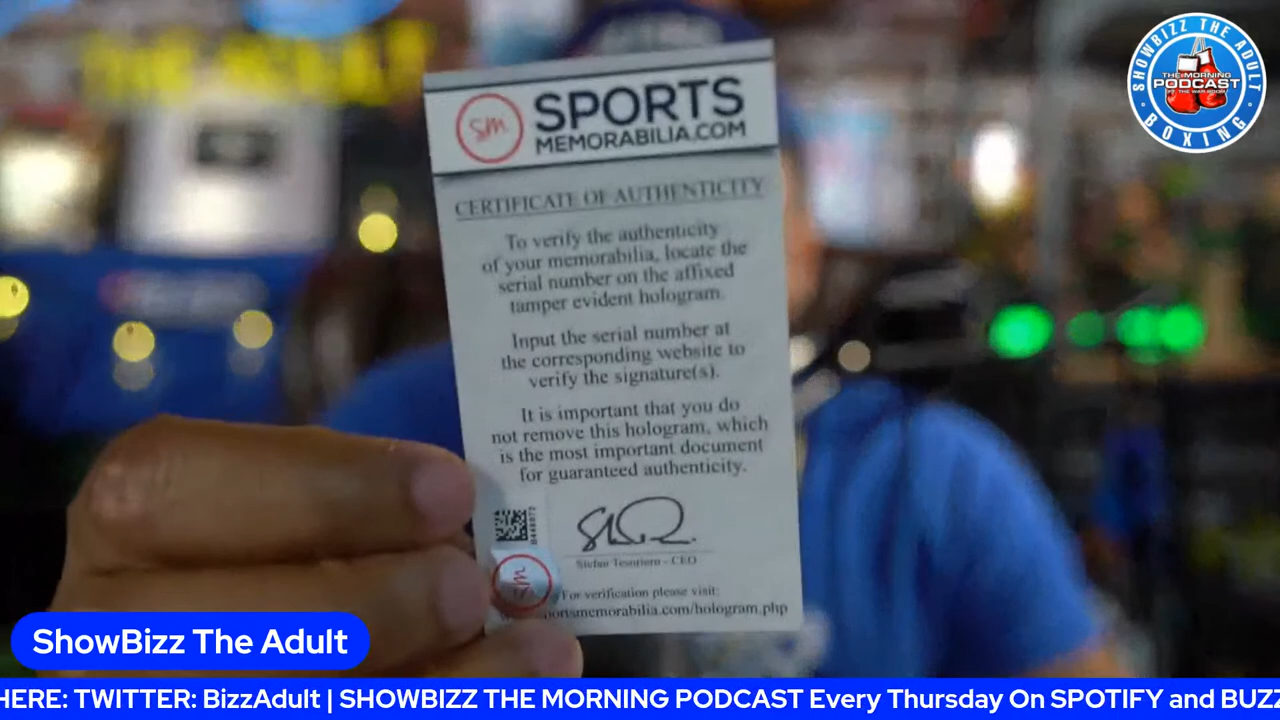 SHOWBIZZ THE ADULT
THE MORNING
PODCAST
BOXING
sm
SPORTS
MEMORABILIA.COM
CERTIFICATE OF AUTHENTICITY
To verify the authenticity
of your memorabilia, locate the
serial number on the affixed
tamper evident hologram.
Input the serial number at
the corresponding website to
verify the signature(s).
It is important that you do
not remove this hologram, which
is the most important document
for guaranteed authenticity.
sm
- CEO
For verification please visit:
ortsmemorabilia.com/hologram.php
ShowBizz The Adult
HERE: TWITTER: BizzAdult | SHOWBIZZ THE MORNING PODCAST Every Thursday On SPOTIFY and BUZZ